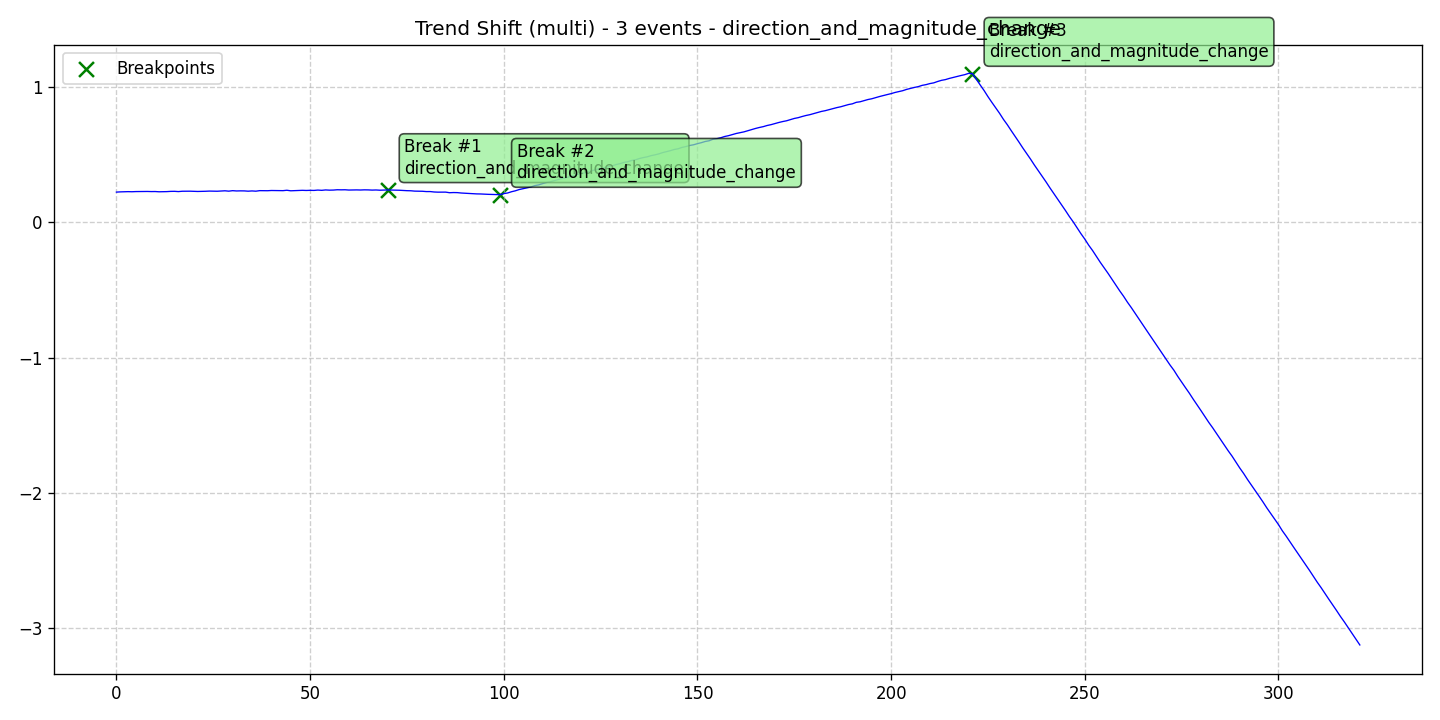 Trend Shift (multi) - 3 events - direction_and_magnitude_change
Break #3
direction_and_magnitude_change
Breakpoints
Break #1
direction_and_magnitude_change
Break #2
direction_and_magnitude_change
1
0
−1
−2
−3
0 50 100 150 200 250 300